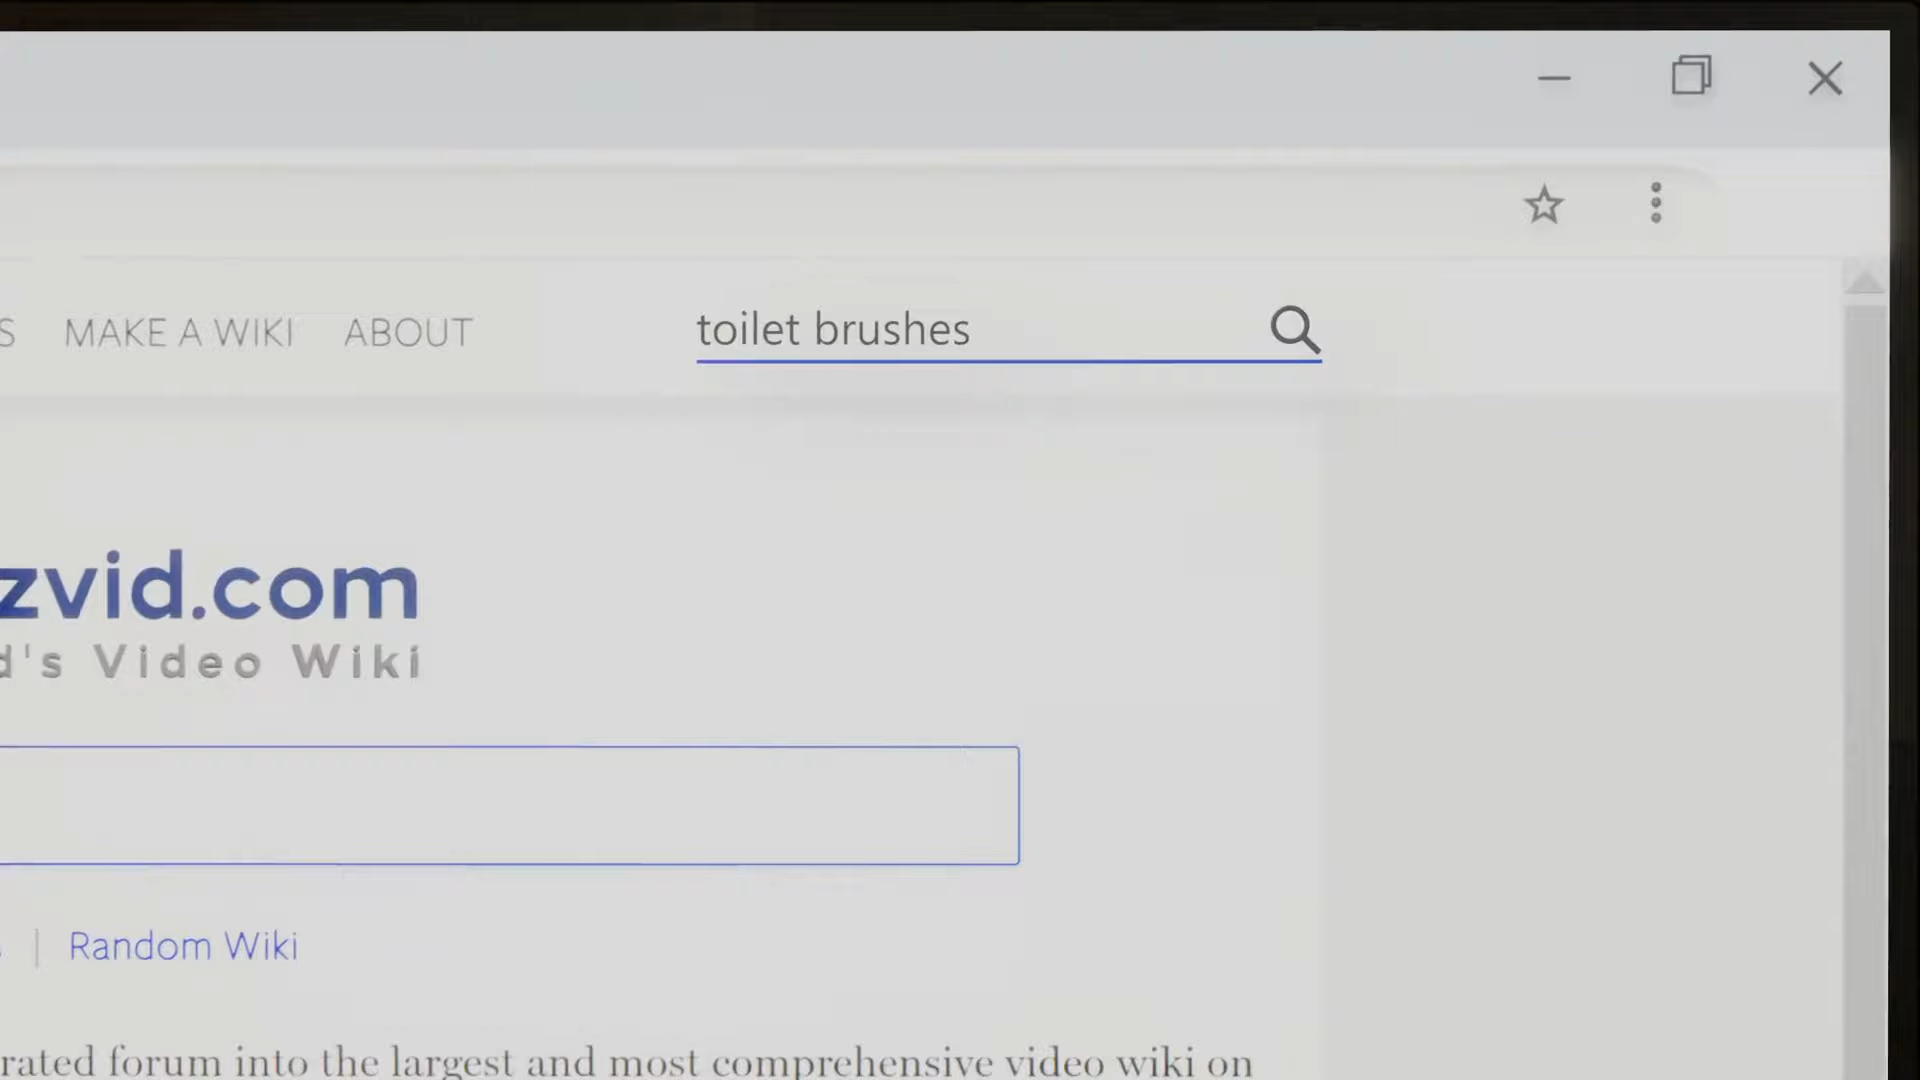 S MAKE A WIKI ABOUT toilet brushes
zvid.com
d's Video Wiki
| Random Wiki
rated forum into the largest and most comprehensive video wiki on